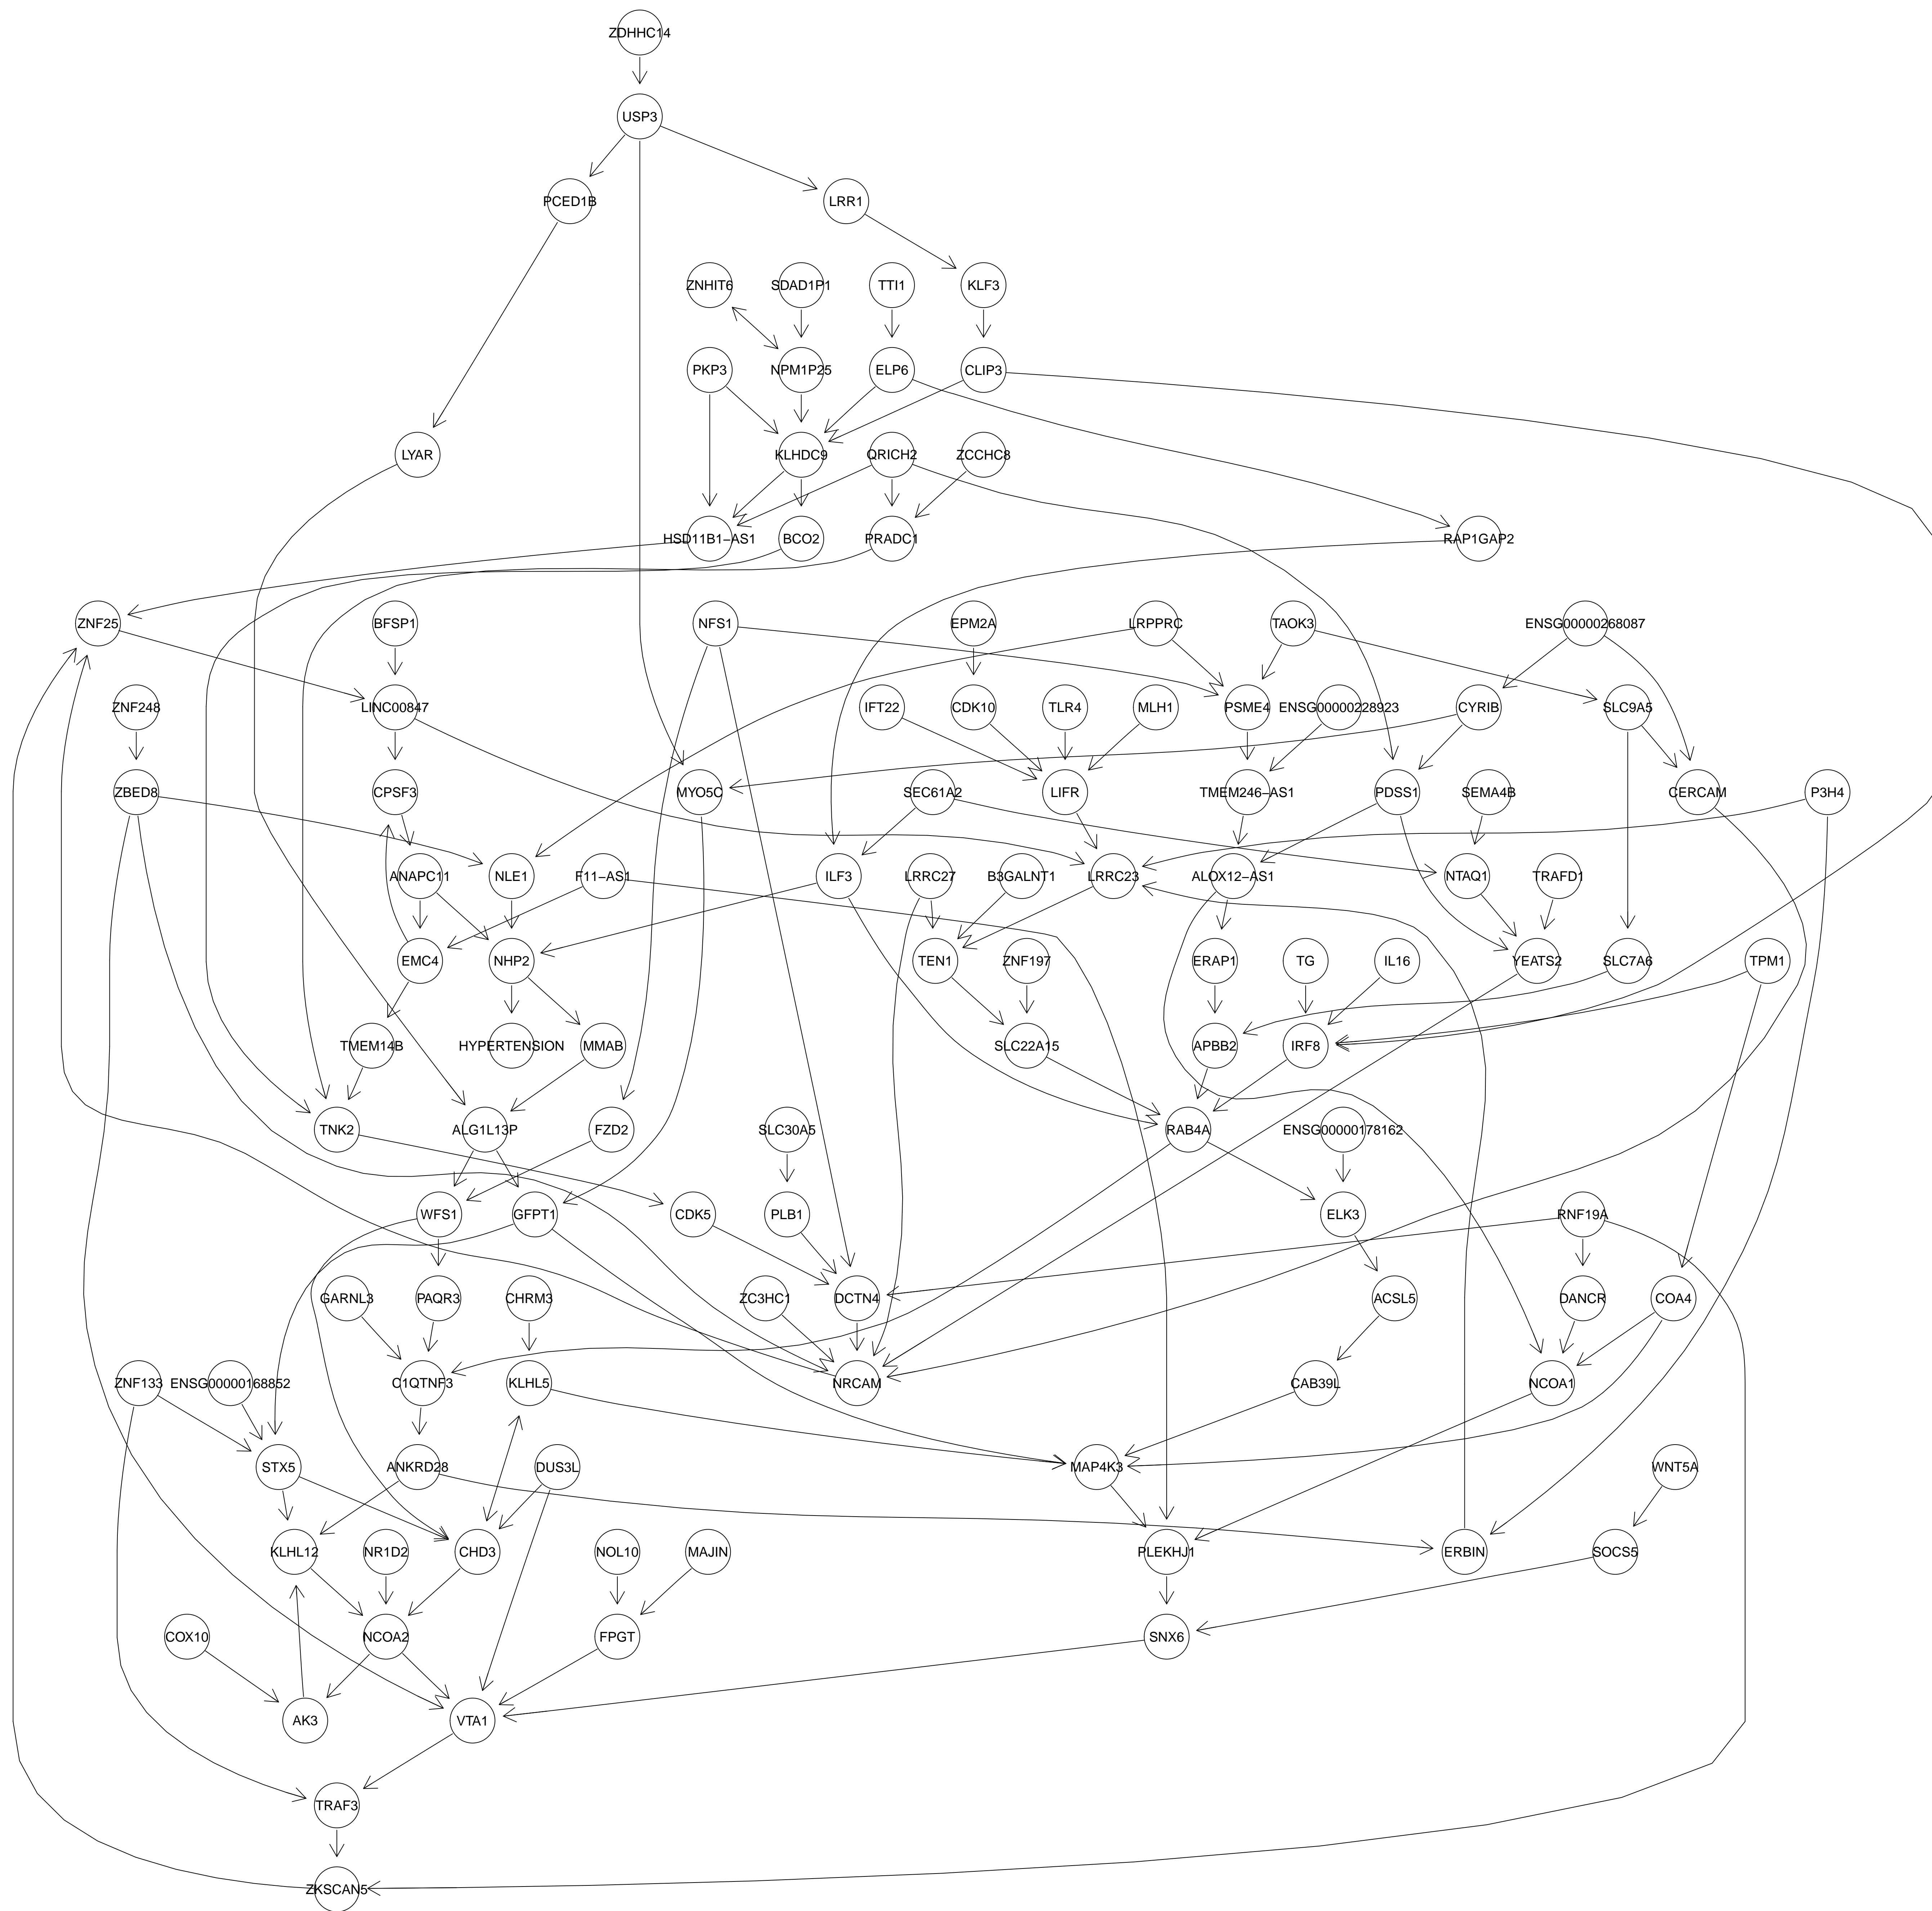 ZDHHC14
USP3
PCED1B
LRR1
ZNHIT6
SDAD1P1
TTI1
KLF3
PKP3
NPM1P25
ELP6
CLIP3
LYAR
KLHDC9
QRICH2
ZCCHC8
HSD11B1–AS1
BCO2
PRADC1
RAP1GAP2
ZNF25
BFSP1
NFS1
EPM2A
LRPPRC
TAOK3
ENSG00000268087
ZNF248
LINC00847
IFT22
CDK10
TLR4
MLH1
PSME4
ENSG00000228923
CYRIB
SLC9A5
ZBED8
CPSF3
MYO5C
SEC61A2
LIFR
TMEM246–AS1
PDSS1
SEMA4B
CERCAM
P3H4
ANAPC11
NLE1
F11–AS1
ILF3
LRRC27
B3GALNT1
LRRC23
ALOX12–AS1
NTAQ1
TRAFD1
EMC4
NHP2
TEN1
ZNF197
ERAP1
TG
IL16
YEATS2
SLC7A6
TPM1
TMEM14B
HYPERTENSION
MMAB
SLC22A15
APBB2
IRF8
TNK2
ALG1L13P
FZD2
SLC30A5
RAB4A
ENSG00000178162
WFS1
GFPT1
CDK5
PLB1
ELK3
RNF19A
GARNL3
PAQR3
CHRM3
ZC3HC1
DCTN4
ACSL5
DANCR
COA4
ZNF133
ENSG00000168852
C1QTNF3
KLHL5
NRCAM
CAB39L
NCOA1
STX5
ANKRD28
DUS3L
MAP4K3
WNT5A
KLHL12
NR1D2
CHD3
NOL10
MAJIN
PLEKHJ1
ERBIN
SOCS5
COX10
NCOA2
FPGT
SNX6
AK3
VTA1
TRAF3
ZKSCAN5